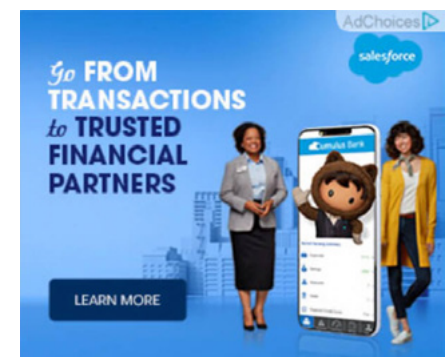 AdChoices
salesforce
Go FROM
TRANSACTIONS
to TRUSTED
FINANCIAL
PARTNERS
Cumulus Bank
LEARN MORE